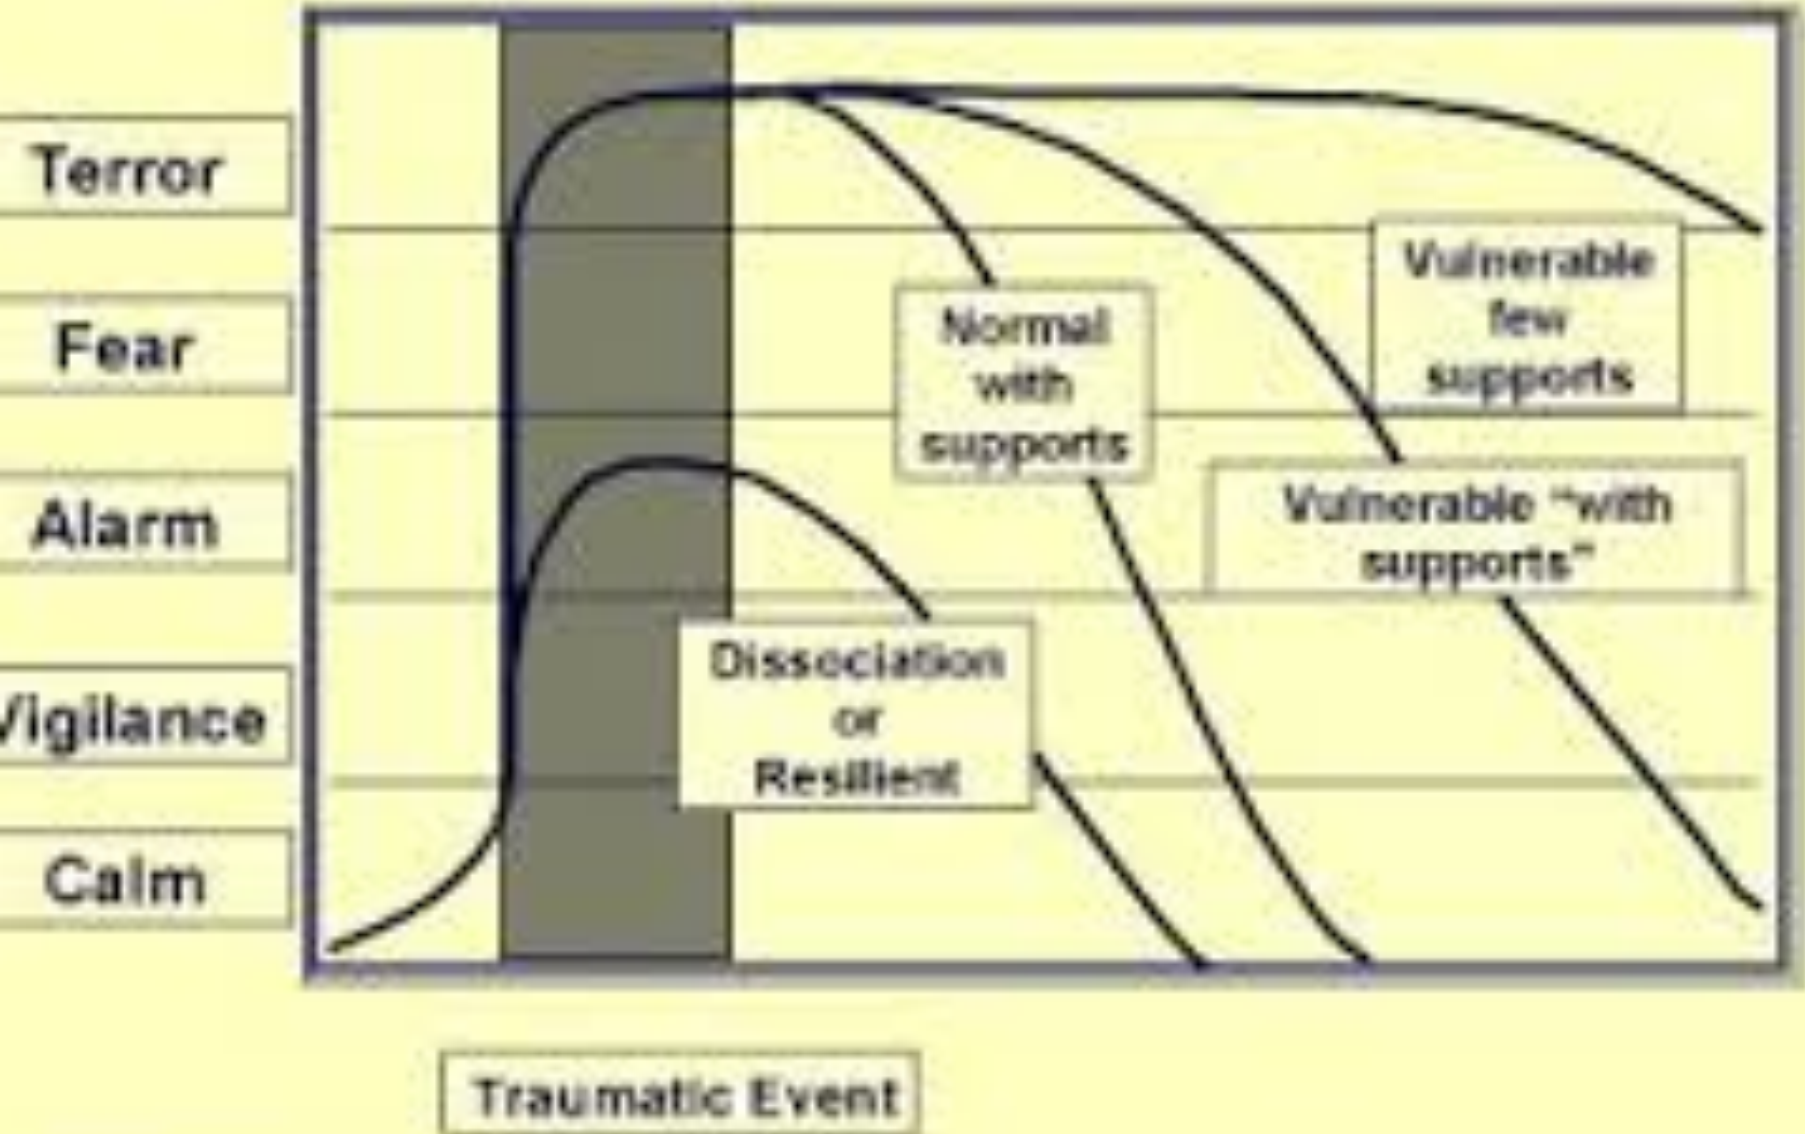 Terror
Fear
Alarm
Vigilance
Calm
Vulnerable
few
supports
Normal
with
supports
Vulnerable “with
supports”
Dissociation
or
Resilient
Traumatic Event